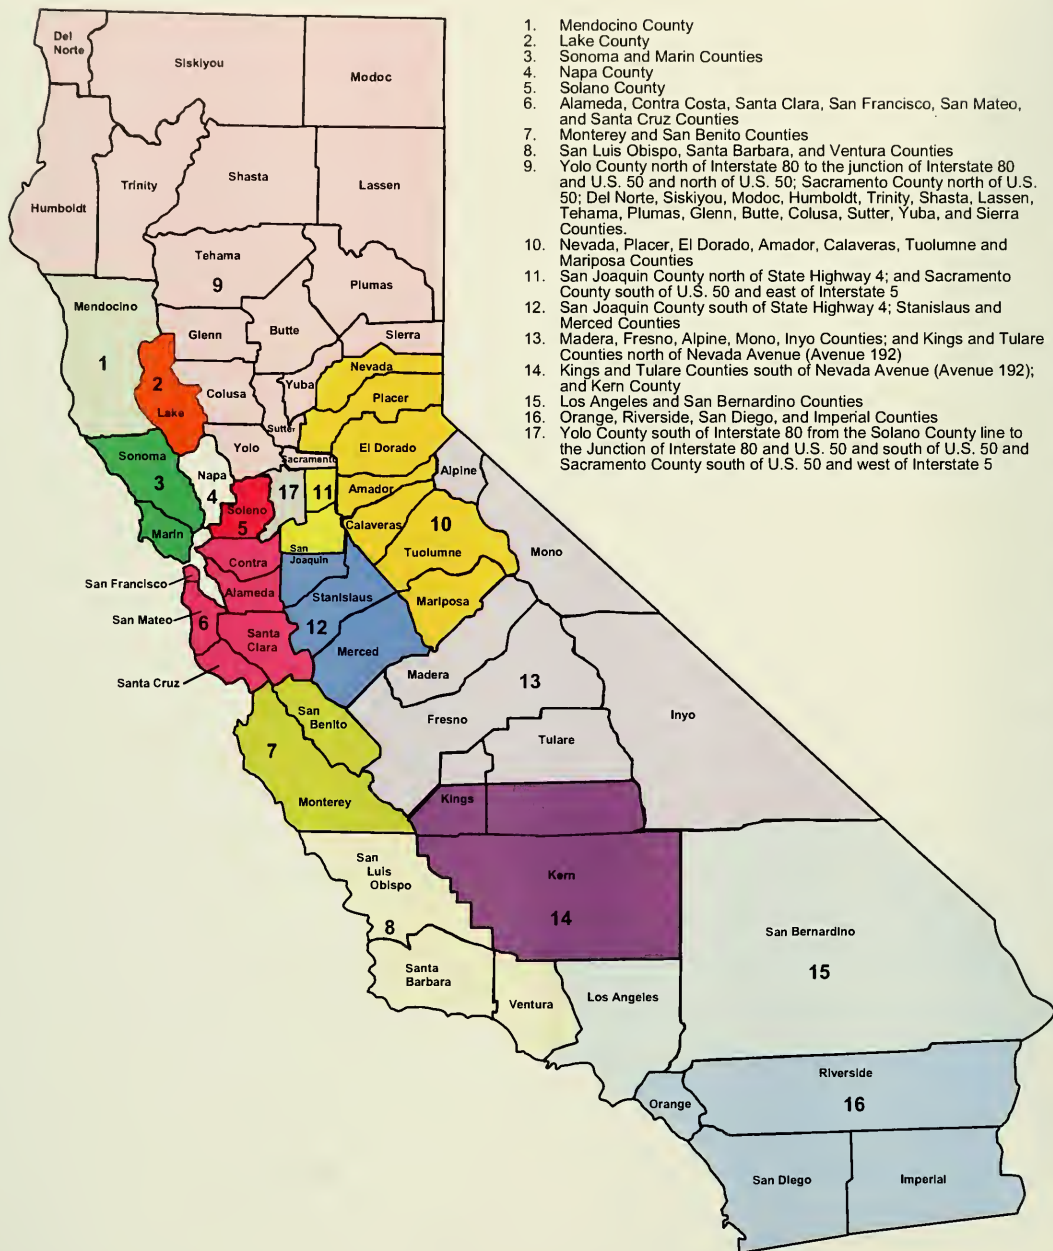 1. Mendocino County
2. Lake County
3. Sonoma and Marin Counties
4. Napa County
5. Solano County
6. Alameda, Contra Costa, Santa Clara, San Francisco, San Mateo,
and Santa Cruz Counties
7. Monterey and San Benito Counties
8. San Luis Obispo, Santa Barbara, and Ventura Counties
9. Yolo County north of Interstate 80 to the junction of Interstate 80
and U.S. 50 and north of U.S. 50; Sacramento County north of U.S.
50; Del Norte, Siskiyou, Modoc, Humboldt, Trinity, Shasta, Lassen,
Tehama, Plumas, Glenn, Butte, Colusa, Sutter, Yuba, and Sierra
Counties.
10. Nevada, Placer, El Dorado, Amador, Calaveras, Tuolumne and
Mariposa Counties
11. San Joaquin County north of State Highway 4; and Sacramento
County south of U.S. 50 and east of Interstate 5
12. San Joaquin County south of State Highway 4; Stanislaus and
Merced Counties
13. Madera, Fresno, Alpine, Mono, Inyo Counties; and Kings and Tulare
Counties north of Nevada Avenue (Avenue 192)
14. Kings and Tulare Counties south of Nevada Avenue (Avenue 192);
and Kern County
15. Los Angeles and San Bernardino Counties
16. Orange, Riverside, San Diego, and Imperial Counties
17. Yolo County south of Interstate 80 from the Solano County line to
the Junction of Interstate 80 and U.S. 50 and south of U.S. 50 and
Sacramento County south of U.S. 50 and west of Interstate 5
Del
Norte
Siskiyou
Modoc
Humboldt
Trinity
Shasta
Lassen
Tehama
9
Plumas
Mendocino
1
Glenn
Butte
Sierra
2
Lake
Colusa
Yuba
Sutter
Nevada
Placer
Sonoma
3
Marin
Napa
4
Yolo
Sacramento
El Dorado
Alpine
Soleno
5
17
11
Amador
Calaveras
10
Tuolumne
Mono
San
Joaquin
Contra
Alameda
San Francisco
San Mateo
6
Santa
Clara
Santa Cruz
Stanislaus
12
Merced
Mariposa
Madera
13
Fresno
Inyo
San
Benito
7
Monterey
Tulare
Kings
San
Luis
Obispo
8
Kern
14
San Bernardino
15
Santa
Barbara
Ventura
Los Angeles
Riverside
16
Orange
San Diego
Imperial